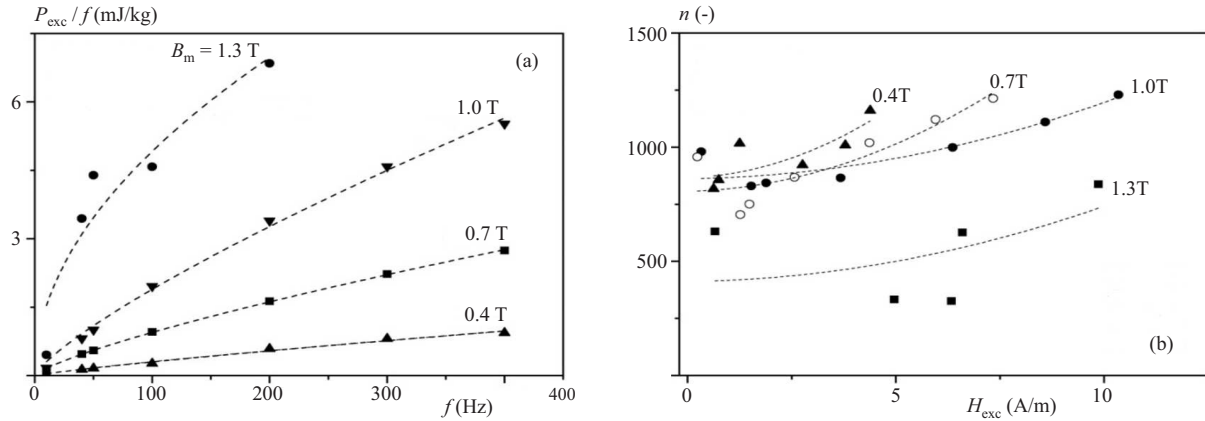 P_exc / f (mJ/kg)
(a)
B_m = 1.3 T
1.0 T
0.7 T
0.4 T
6
3
0
100
200
300
400
f (Hz)
n (-)
1500
1000
500
0.4T
0.7T
1.0T
1.3T
(b)
0
5
10
H_exc (A/m)